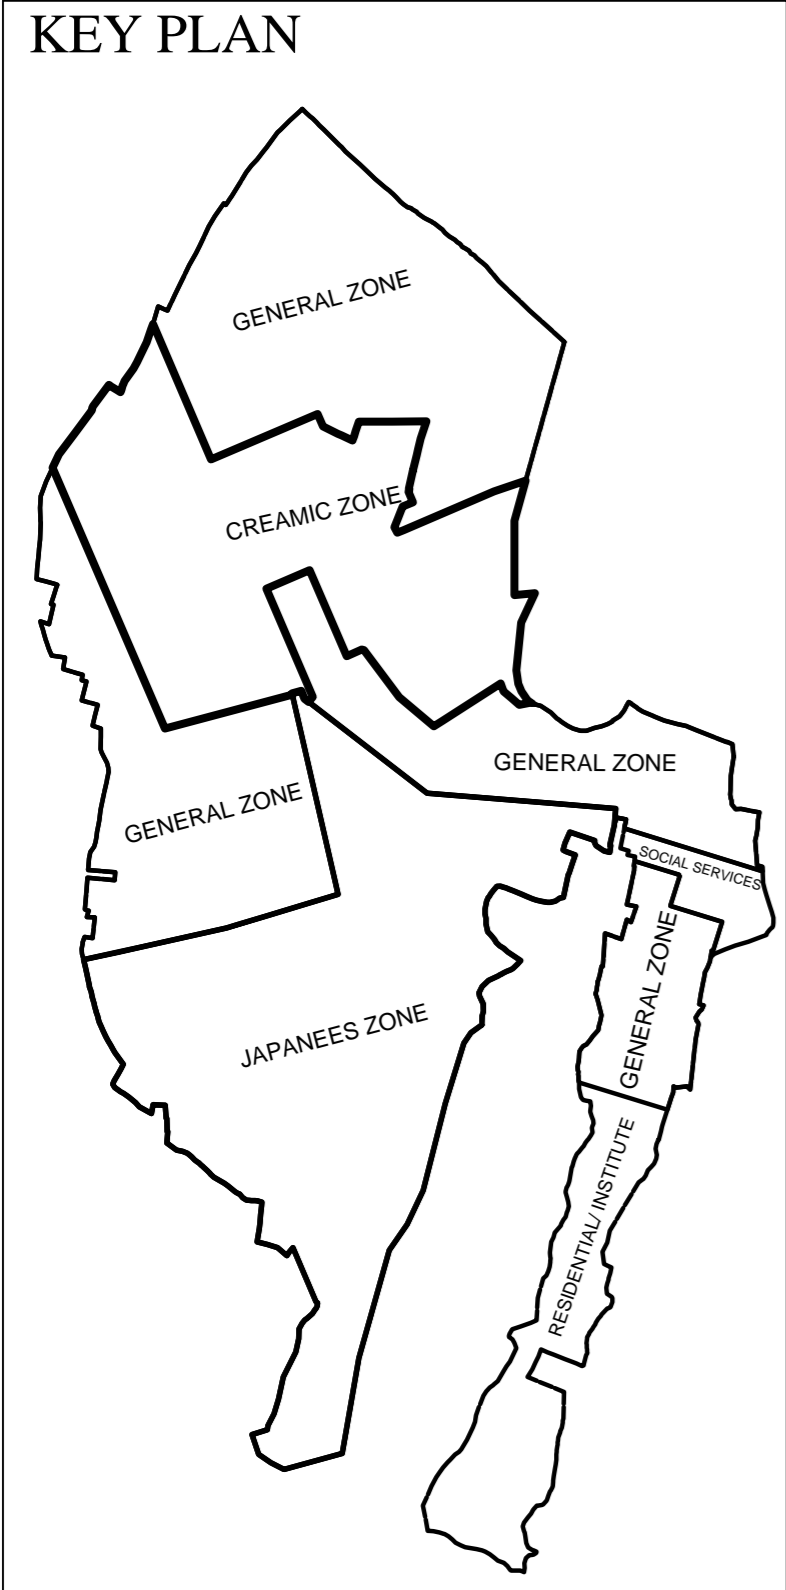 KEY PLAN
GENERAL ZONE
CREAMIC ZONE
GENERAL ZONE
GENERAL ZONE
SOCIAL SERVICES
GENERAL ZONE
JAPANEES ZONE
RESIDENTIAL/ INSTITUTE